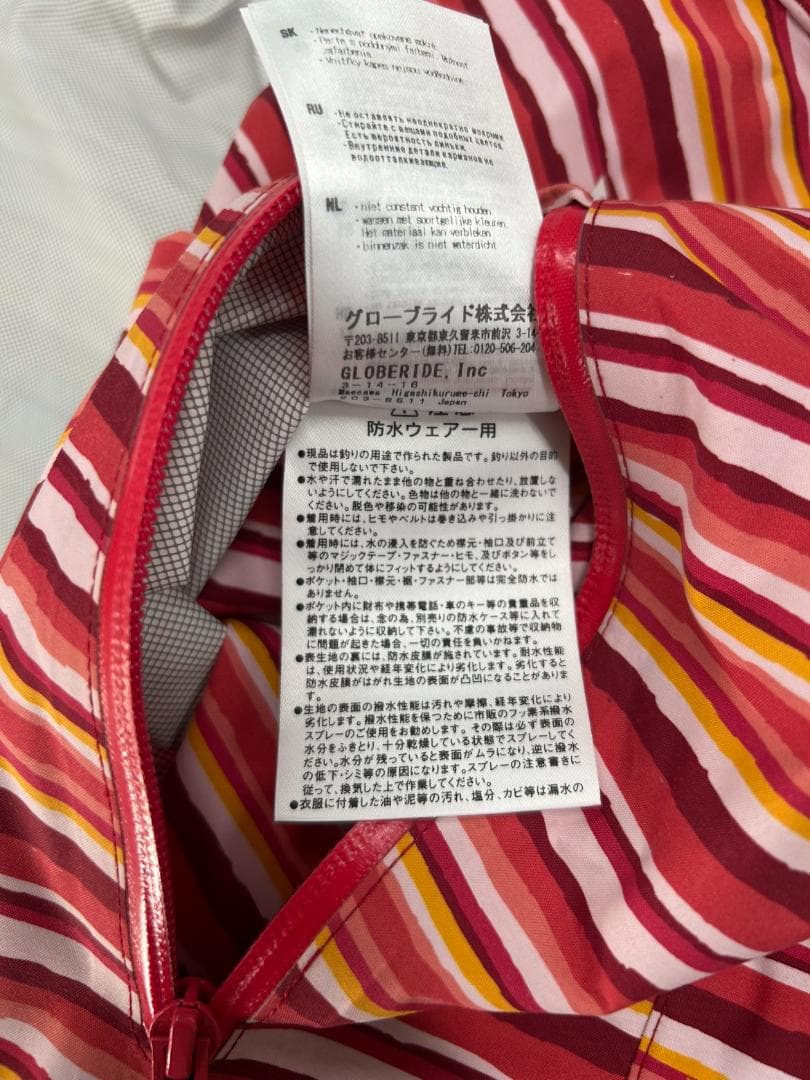 SK
・Nenechávat opakovane mokré.
・Perte s podobnými farbami. Možnost
zafarbenia.
・Vnitřky kapes nejsou voděodolné.
RU
・Не оставлять неоднократно мокрыми.
・Стирайте с вещами подобных цветов.
Есть вероятность линьки.
・Внутренние детали карманов не
водоотталкивающие.
NL
・niet constant vochtig houden
・wassen met soortgelijke kleuren.
Het materiaal kan verbleken
・binnenzak is niet waterdicht
グローブライド株式会
〒203-8511 東京都東久留米市前沢 3-14
お客様センター(無料)TEL:0120-506-204
GLOBERIDE, Inc
3-14-16
Maesawa Higashikurume-shi Tokyo
203-8511 Japan
防水ウェアー用
●現品は釣りの用途で作られた製品です。釣り以外の目的
で使用しないで下さい。
●水や汗で濡れたまま他の物と重ね合わせたり、放置しな
いようにしてください。色物は他の物と一緒に洗わないで
ください。脱色や移染の可能性があります。
●着用時には、ヒモやベルトは巻き込みや引っ掛かりに注
意してください。
●着用時には、水の浸入を防ぐため襟元・袖口及び前立て
等のマジックテープ・ファスナー・ヒモ、及びボタン等をし
っかり閉めて体にフィットするようにしてください。
●ポケット・袖口・襟元・裾・ファスナー部等は完全防水では
ありません。
●ポケット内に財布や携帯電話・車のキー等の貴重品を収
納する場合は、念の為、別売りの防水ケース等に入れて
濡れないように収納して下さい。不慮の事故等で収納物
に問題が起きた場合、一切の責任を負いかねます。
●表生地の裏には、防水皮膜が施されています。耐水性能
は、使用状況や経年変化により劣化します。劣化すると
防水皮膜がはがれ生地の表面が凸凹になることがありま
す。
●生地の表面の撥水性能は汚れや摩擦、経年変化により
劣化します。撥水性能を保つために市販のフッ素系撥水
スプレーのご使用をお勧めします。その際は必ず表面の
水分をふきとり、十分乾燥している状態でスプレーしてく
ださい。水分が残っていると表面がムラになり、逆に撥水
の低下・シミ等の原因になります。スプレーの注意書きに
従って、換気した上で作業してください。
●衣服に付着した油や泥等の汚れ、塩分、カビ等は漏水の